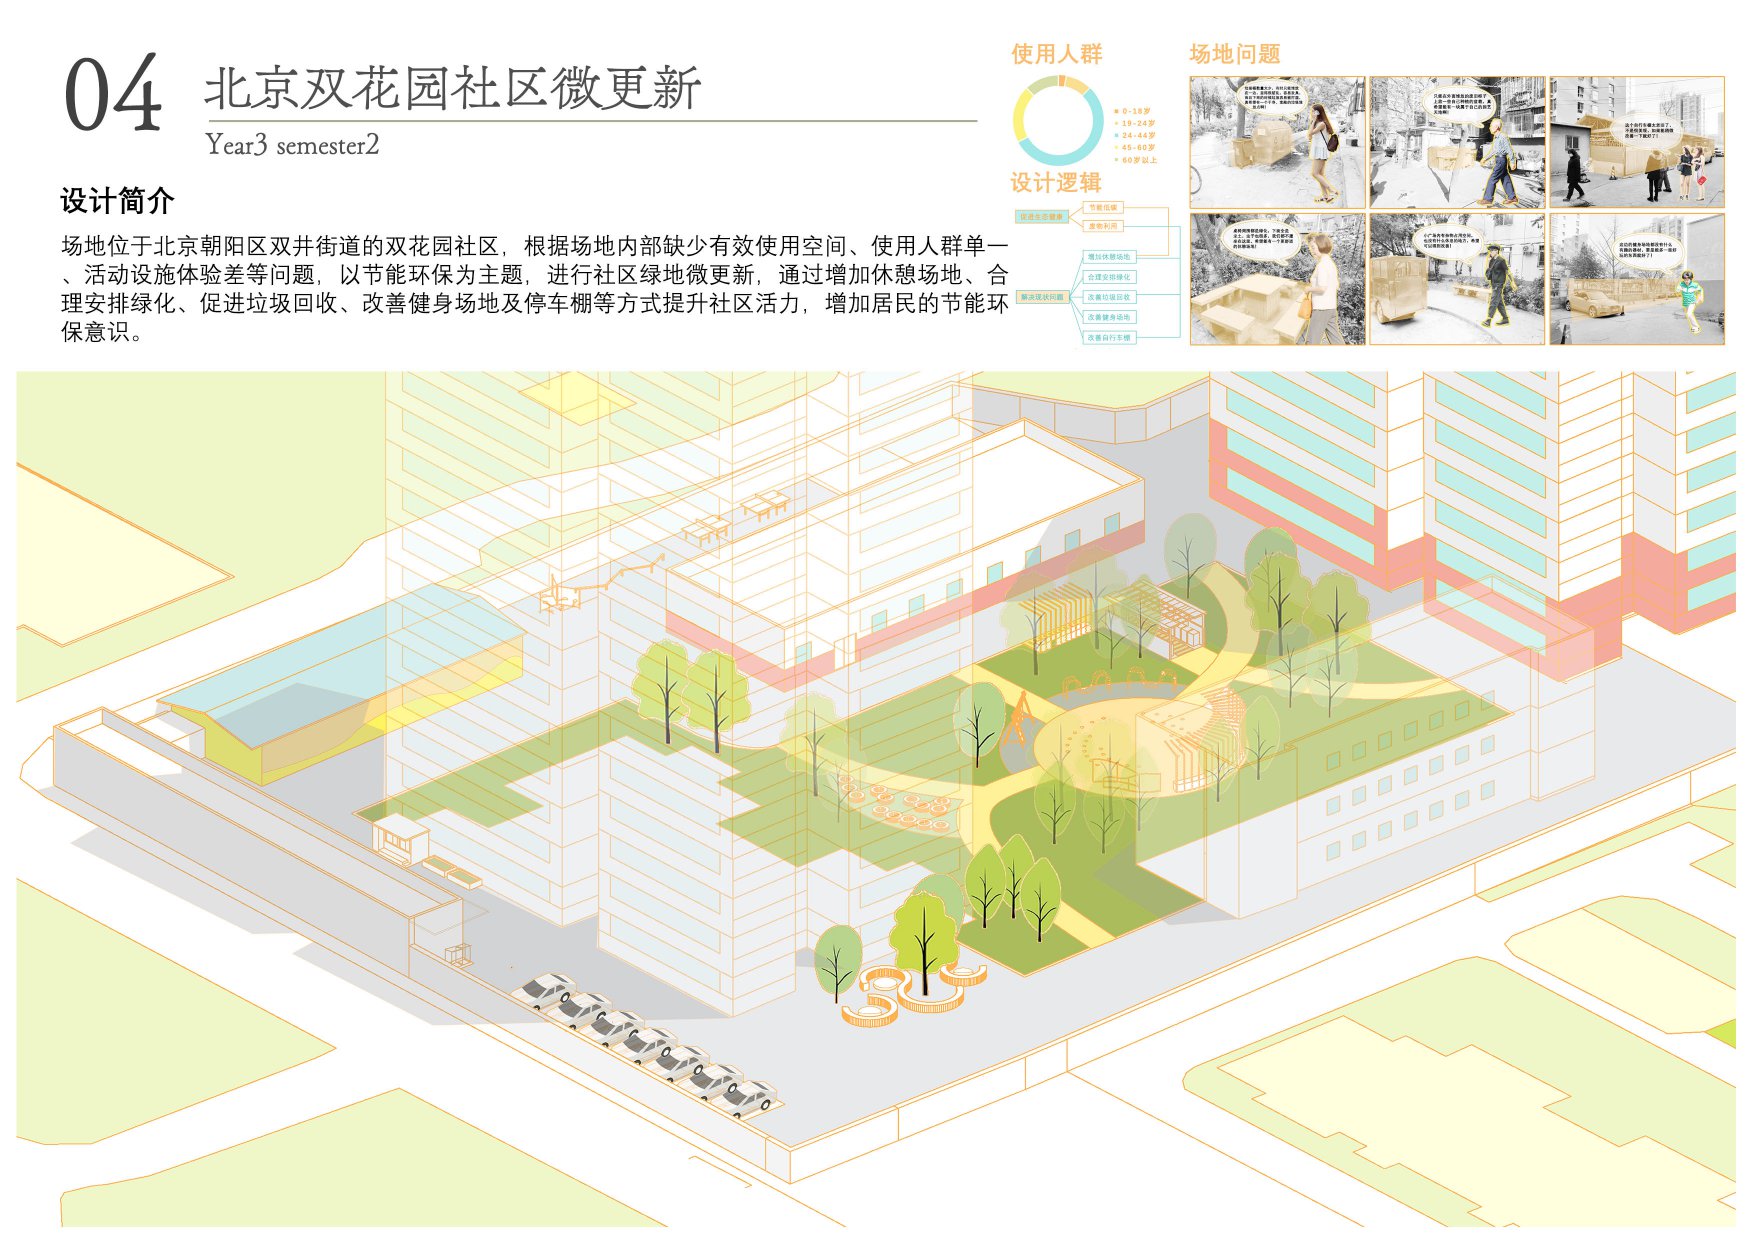 04
北京双花园社区微更新
Year3 semester2
设计简介
场地位于北京朝阳区双井街道的双花园社区，根据场地内部缺少有效使用空间、使用人群单一
、活动设施体验差等问题，以节能环保为主题，进行社区绿地微更新，通过增加休憩场地、合
理安排绿化、促进垃圾回收、改善健身场地及停车棚等方式提升社区活力，增加居民的节能环
保意识。
使用人群
0-18岁
19-24岁
24-44岁
45-60岁
60岁以上
设计逻辑
促进生态健康
节能低碳
废物利用
解决现状问题
增加休憩场地
合理安排绿化
改善垃圾回收
改善健身场地
改善自行车棚
场地问题